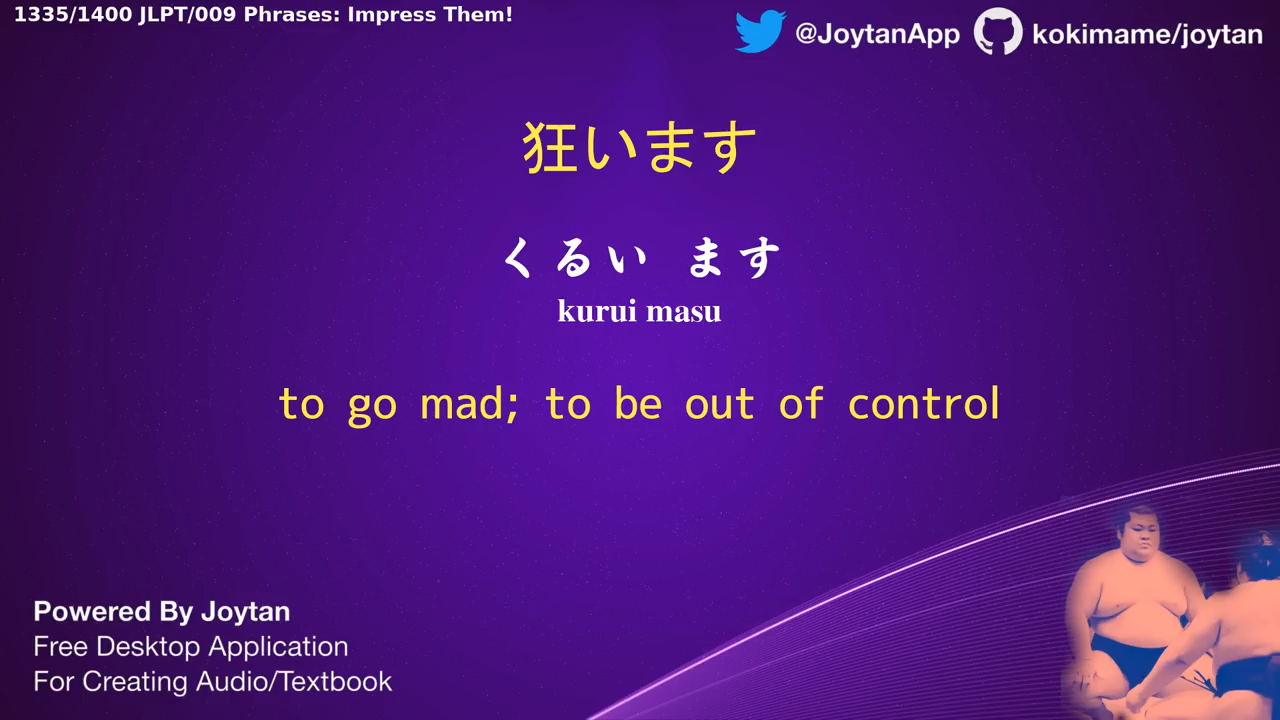 1335/1400 JLPT/009 Phrases: Impress Them!
@JoytanApp kokimame/joytan
狂います
くるい ます
kurui masu
to go mad; to be out of control
Powered By Joytan
Free Desktop Application
For Creating Audio/Textbook